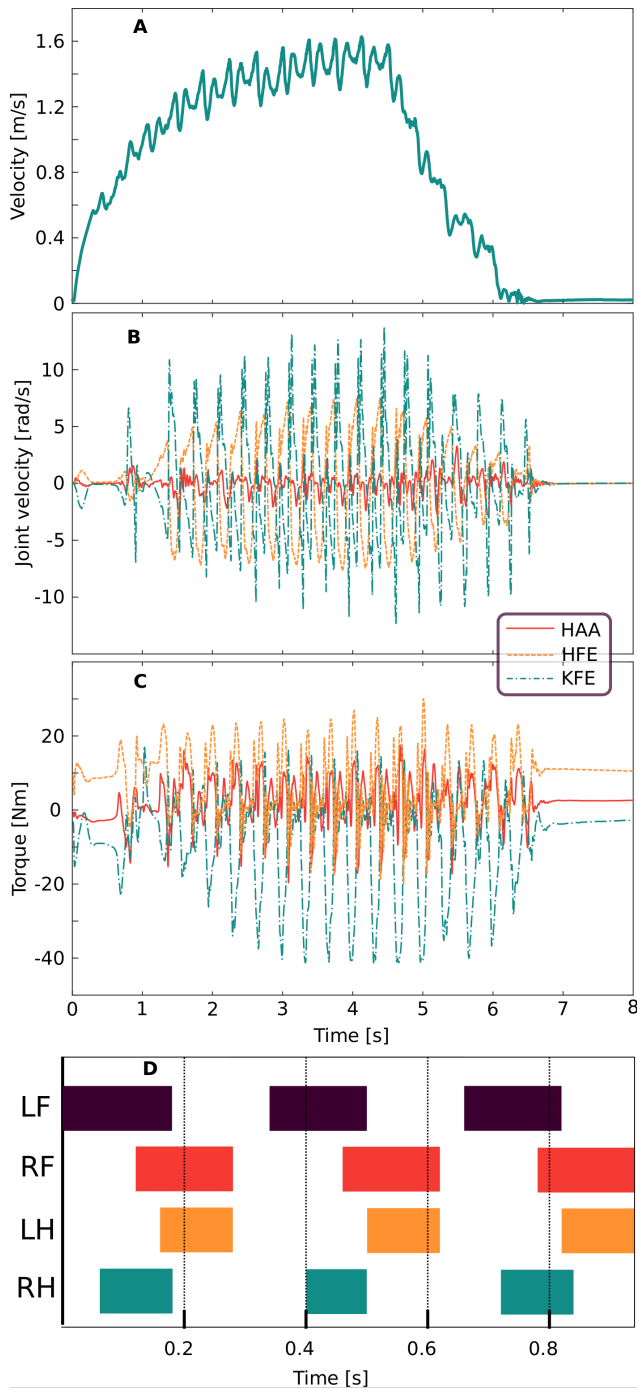 A
Velocity [m/s]
1.6
1.2
0.8
0.4
0
B
Joint velocity [rad/s]
10
5
0
-5
-10
HAA
HFE
KFE
C
Torque [Nm]
20
0
-20
-40
0 1 2 3 4 5 6 7 8
Time [s]
D
LF
RF
LH
RH
0.2 0.4 0.6 0.8
Time [s]